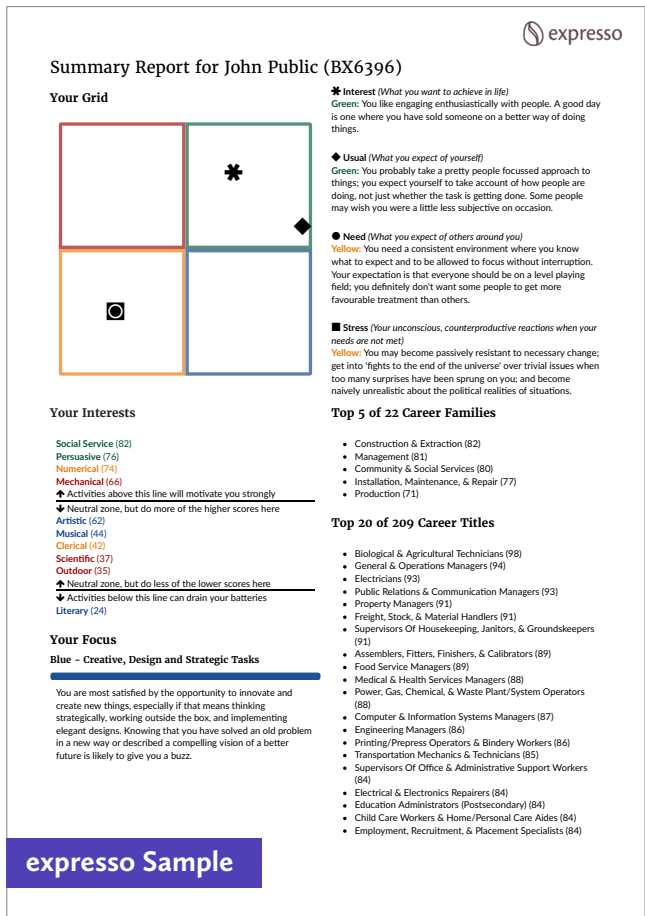 expresso
Summary Report for John Public (BX6396)
Your Grid
Interest (What you want to achieve in life)
Green: You like engaging enthusiastically with people. A good day
is one where you have sold someone on a better way of doing
things.
Usual (What you expect of yourself)
Green: You probably take a pretty people focussed approach to
things; you expect yourself to take account of how people are
doing, not just whether the task is getting done. Some people
may wish you were a little less subjective on occasion.
Need (What you expect of others around you)
Yellow: You need a consistent environment where you know
what to expect and to be allowed to focus without interruption.
Your expectation is that everyone should be on a level playing
field; you definitely don't want some people to get more
favourable treatment than others.
Stress (Your unconscious, counterproductive reactions when your
needs are not met)
Yellow: You may become passively resistant to necessary change;
get into 'fights to the end of the universe' over trivial issues when
too many surprises have been sprung on you; and become
naively unrealistic about the political realities of situations.
Your Interests
Social Service (82)
Persuasive (76)
Numerical (74)
Mechanical (66)
↑ Activities above this line will motivate you strongly
↓ Neutral zone, but do more of the higher scores here
Artistic (62)
Musical (44)
Clerical (42)
Scientific (37)
Outdoor (35)
↑ Neutral zone, but do less of the lower scores here
↓ Activities below this line can drain your batteries
Literary (24)
Your Focus
Blue - Creative, Design and Strategic Tasks
You are most satisfied by the opportunity to innovate and
create new things, especially if that means thinking
strategically, working outside the box, and implementing
elegant designs. Knowing that you have solved an old problem
in a new way or described a compelling vision of a better
future is likely to give you a buzz.
Top 5 of 22 Career Families
• Construction & Extraction (82)
• Management (81)
• Community & Social Services (80)
• Installation, Maintenance, & Repair (77)
• Production (71)
Top 20 of 209 Career Titles
• Biological & Agricultural Technicians (98)
• General & Operations Managers (94)
• Electricians (93)
• Public Relations & Communication Managers (93)
• Property Managers (91)
• Freight, Stock, & Material Handlers (91)
• Supervisors Of Housekeeping, Janitors, & Groundskeepers
(91)
• Assemblers, Fitters, Finishers, & Calibrators (89)
• Food Service Managers (89)
• Medical & Health Services Managers (88)
• Power, Gas, Chemical, & Waste Plant/System Operators
(88)
• Computer & Information Systems Managers (87)
• Engineering Managers (86)
• Printing/Prepress Operators & Bindery Workers (86)
• Transportation Mechanics & Technicians (85)
• Supervisors Of Office & Administrative Support Workers
(84)
• Electrical & Electronics Repairers (84)
• Education Administrators (Postsecondary) (84)
• Child Care Workers & Home/Personal Care Aides (84)
• Employment, Recruitment, & Placement Specialists (84)
expresso Sample